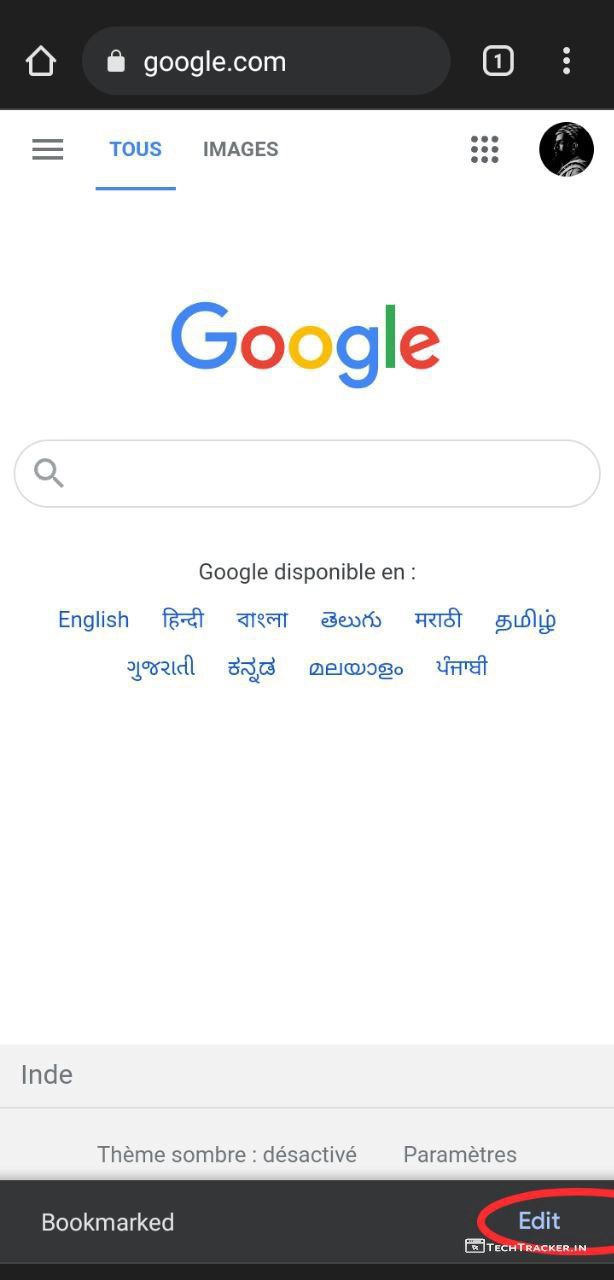 google.com 1
TOUS IMAGES
Google
Google disponible en :
English हिन्दी বাংলা తెలుగు मराठी தமிழ்
ગુજરાતી ಕನ್ನಡ മലയാളം ਪੰਜਾਬੀ
Inde
Thème sombre : désactivé Paramètres
Bookmarked Edit
TECHTRACKER.IN